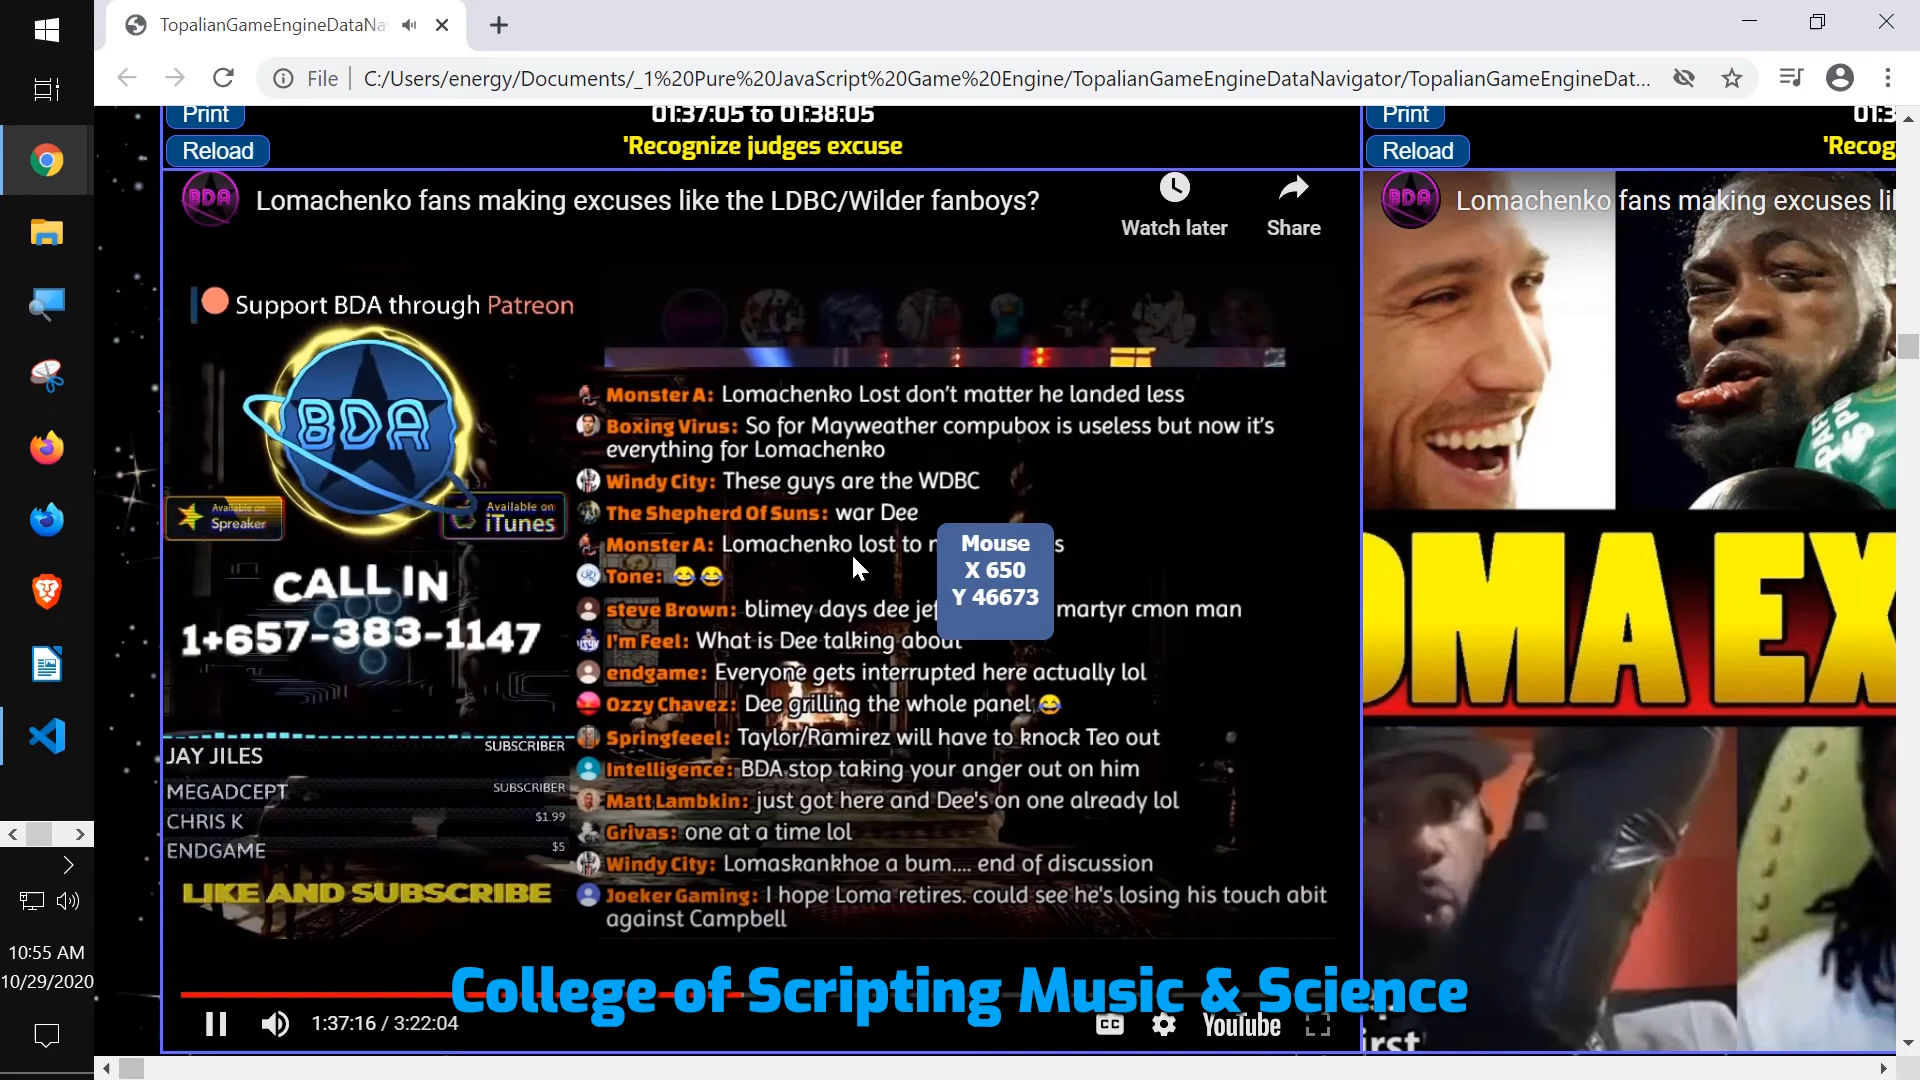 TopalianGameEngineDataNa
File
C:/Users/energy/Documents/_1%20Pure%20JavaScript%20Game%20Engine/TopalianGameEngineDataNavigator/TopalianGameEngineDat...
Print
01:37:05 to 01:38:05
Reload
'Recognize judges excuse
Print
01:3
Reload
'Recog
BDA
Lomachenko fans making excuses like the LDBC/Wilder fanboys?
Watch later
Share
BDA
Lomachenko fans making excuses li
Support BDA through Patreon
BDA
Available on
Spreaker
Available on
iTunes
CALL IN
1+657-383-1147
Monster A: Lomachenko Lost don't matter he landed less
Boxing Virus: So for Mayweather compubox is useless but now it's
everything for Lomachenko
Windy City: These guys are the WDBC
The Shepherd Of Suns: war Dee
Monster A: Lomachenko lost to
Tone: 😂😂
steve Brown: blimey days dee martyr cmon man
I'm Feel: What is Dee talking about
endgame: Everyone gets interrupted here actually lol
Ozzy Chavez: Dee grilling the whole panel 😂
Springfeeel: Taylor/Ramirez will have to knock Teo out
Intelligence: BDA stop taking your anger out on him
Matt Lambkin: just got here and Dee's on one already lol
Grivas: one at a time lol
Windy City: Lomaskankhoe a bum.... end of discussion
Joeker Gaming: I hope Loma retires. could see he's losing his touch abit
against Campbell
Mouse
X 650
Y 46673
JAY JILES SUBSCRIBER
MEGADCEPT SUBSCRIBER
CHRIS K $1.99
ENDGAME $5
LIKE AND SUBSCRIBE
OMA EX
College of Scripting Music & Science
1:37:16 / 3:22:04
CC
YouTube
irst
10:55 AM
10/29/2020